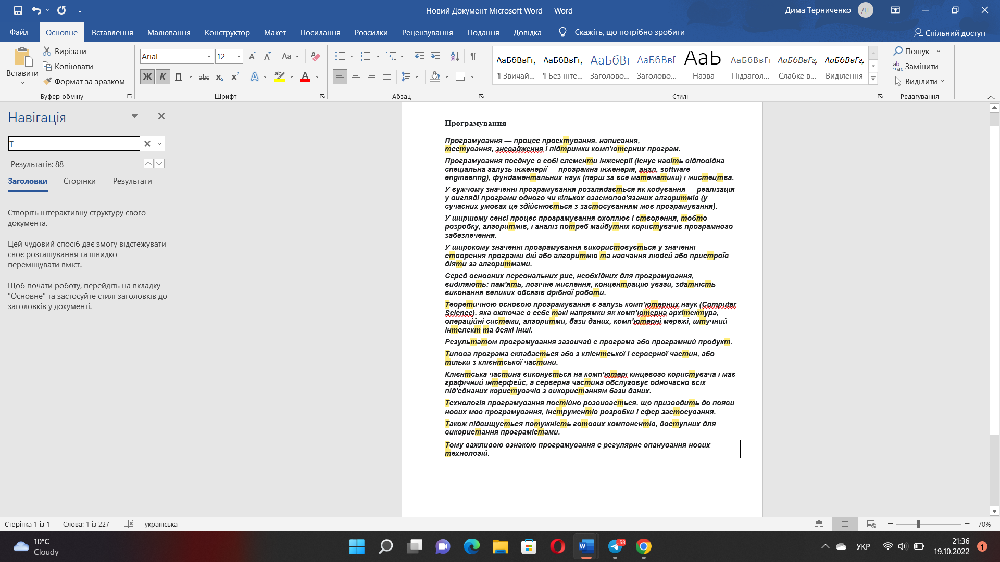 Новий Документ Microsoft Word - Word
Дима Терниченко
ДТ
Файл
Основне
Вставлення
Малювання
Конструктор
Макет
Посилання
Розсилки
Рецензування
Подання
Довідка
Скажіть, що потрібно зробити
Спільний доступ
Вставити
Вирізати
Копіювати
Формат за зразком
Буфер обміну
Arial
12
Aa
Ж К П abc x₂ x² A ab A
Шрифт
Абзац
АаБбВвГг,
АаБбВвГг,
АаБбВв
АаБбВвГ
АаЬ
АаБбВвГг
АаБбВвГг,
АаБбВвГг,
¶ Звичай...
¶ Без інте...
Заголово...
Заголово...
Назва
Підзагол...
Слабке в...
Виділення
Стилі
Пошук
Замінити
Виділити
Редагування
Навігація
Т
Результатів: 88
Заголовки
Сторінки
Результати
Створіть інтерактивну структуру свого
документа.
Цей чудовий спосіб дає змогу відстежувати
своє розташування та швидко
переміщувати вміст.
Щоб почати роботу, перейдіть на вкладку
"Основне" та застосуйте стилі заголовків до
заголовків у документі.
Програмування
Програмування — процес проектування, написання,
тестування, зневадження і підтримки комп'ютерних програм.
Програмування поєднує в собі елементи інженерії (існує навіть відповідна
спеціальна галузь інженерії — програмна інженерія, англ. software
engineering), фундаментальних наук (перш за все математики) і мистецтва.
У вужчому значенні програмування розглядається як кодування — реалізація
у вигляді програми одного чи кількох взаємопов'язаних алгоритмів (у
сучасних умовах це здійснюється з застосуванням мов програмування).
У ширшому сенсі процес програмування охоплює і створення, тобто
розробку, алгоритмів, і аналіз потреб майбутніх користувачів програмного
забезпечення.
У широкому значенні програмування використовується у значенні
створення програми дій або алгоритмів та навчання людей або пристроїв
діяти за алгоритмами.
Серед основних персональних рис, необхідних для програмування,
виділяють: пам'ять, логічне мислення, концентрацію уваги, здатність
виконання великих обсягів дрібної роботи.
Теоретичною основою програмування є галузь комп’ютерних наук (Computer
Science), яка включає в себе такі напрямки як комп’ютерна архітектура,
операційні системи, алгоритми, бази даних, комп’ютерні мережі, штучний
інтелект та деякі інші.
Результатом програмування зазвичай є програма або програмний продукт.
Типова програма складається або з клієнтської і серверної частин, або
тільки з клієнтської частини.
Клієнтська частина виконується на комп’ютері кінцевого користувача і має
графічний інтерфейс, а серверна частина обслуговує одночасно всіх
під'єднаних користувачів з використанням бази даних.
Технологія програмування постійно розвивається, що призводить до появи
нових мов програмування, інструментів розробки і сфер застосування.
Також підвищується потужність готових компонентів, доступних для
використання програмістами.
Тому важливою ознакою програмування є регулярне опанування нових
технологій.
Сторінка 1 із 1
Слова: 1 із 227
українська
70%
10°C
Cloudy
W
..58
УКР
21:36
19.10.2022
1